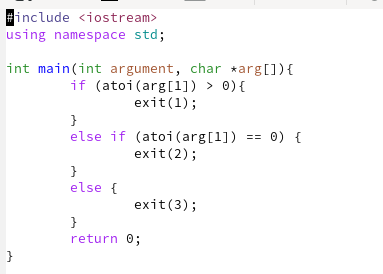 #include <iostream>
using namespace std;

int main(int argument, char *arg[]){
        if (atoi(arg[1]) > 0){
                exit(1);
        }
        else if (atoi(arg[1]) == 0) {
                exit(2);
        }
        else {
                exit(3);
        }
        return 0;
}